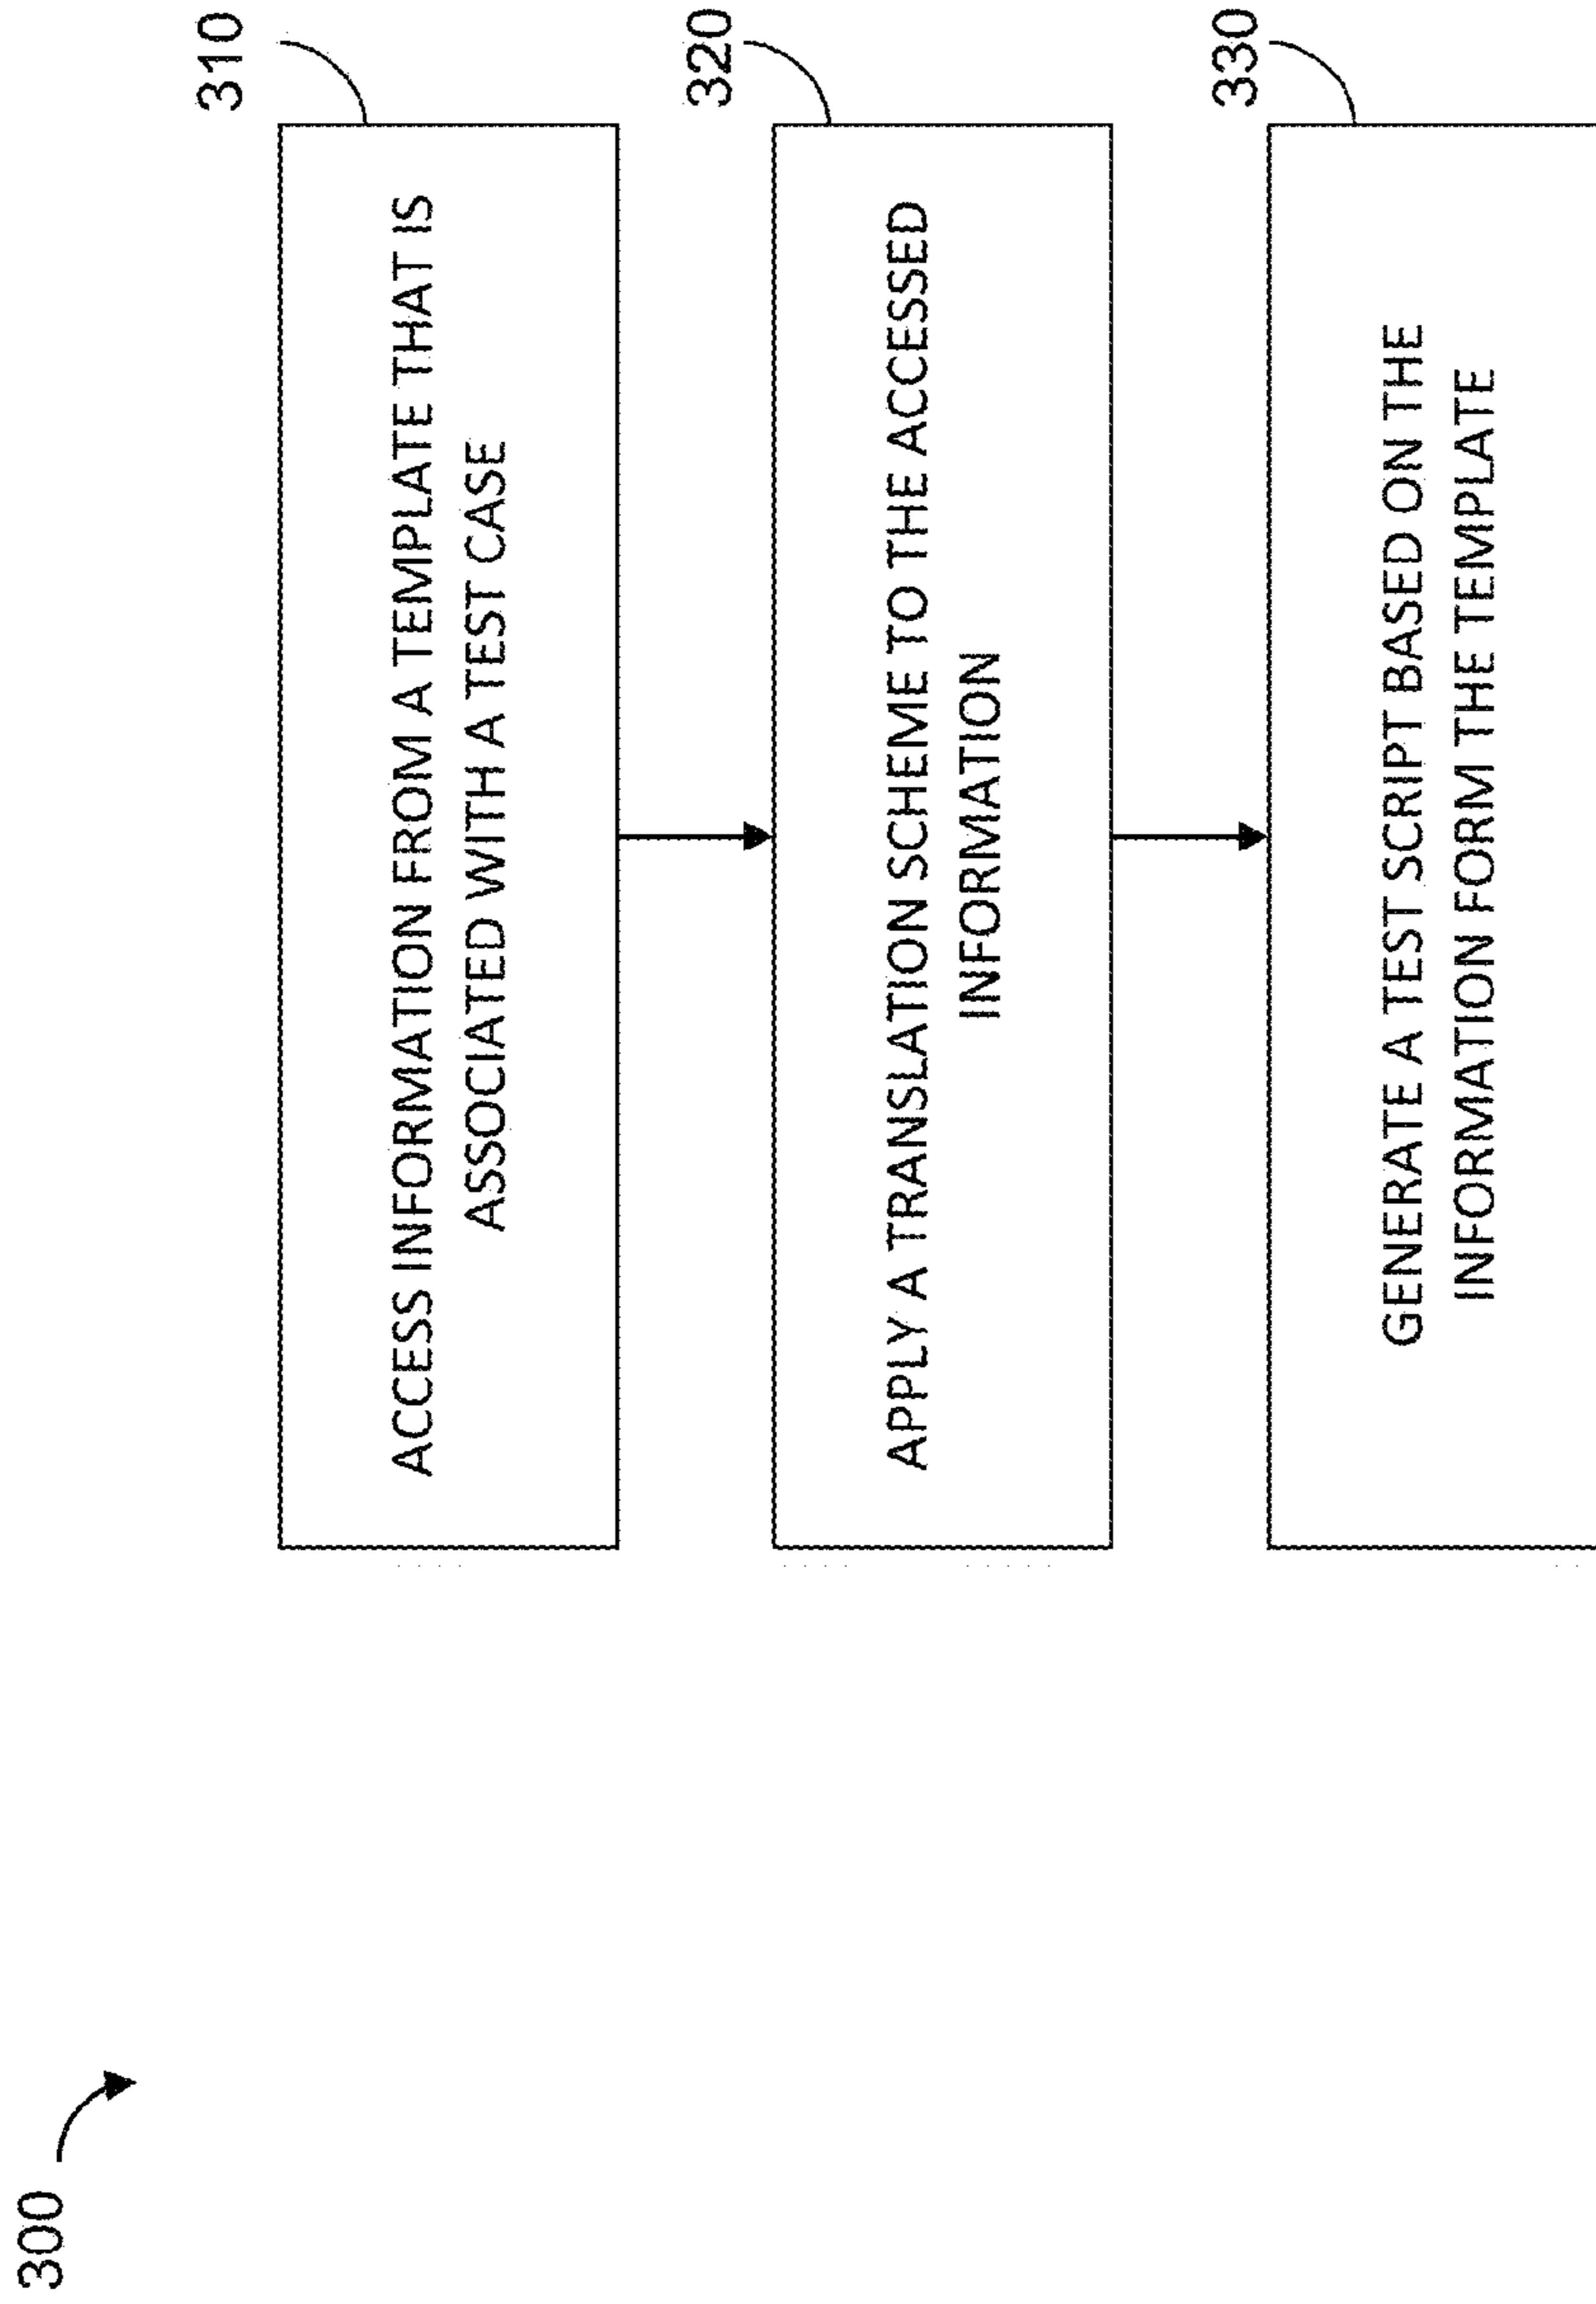 300
310
ACCESS INFORMATION FROM A TEMPLATE THAT IS
ASSOCIATED WITH A TEST CASE
320
APPLY A TRANSLATION SCHEME TO THE ACCESSED
INFORMATION
330
GENERATE A TEST SCRIPT BASED ON THE
INFORMATION FORM THE TEMPLATE